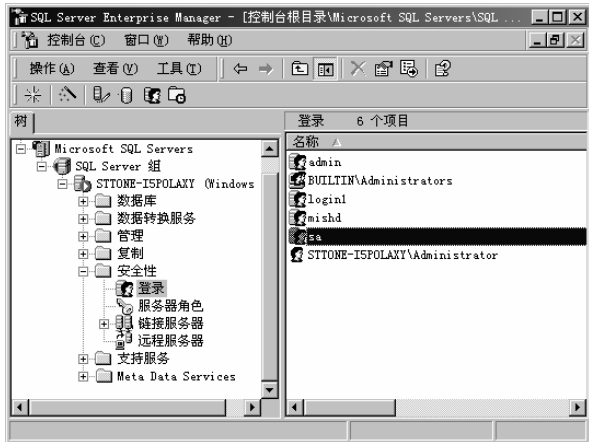 SQL Server Enterprise Manager - [控制台根目录\Microsoft SQL Servers\SQL ...
控制台(C) 窗口(W) 帮助(H)
操作(A) 查看(V) 工具(T)
树
登录 6 个项目
名称
Microsoft SQL Servers
SQL Server 组
STTONE-I5POLAXY (Windows
数据库
数据转换服务
管理
复制
安全性
登录
服务器角色
链接服务器
远程服务器
支持服务
Meta Data Services
admin
BUILTIN\Administrators
login1
mishd
sa
STTONE-I5POLAXY\Administrator